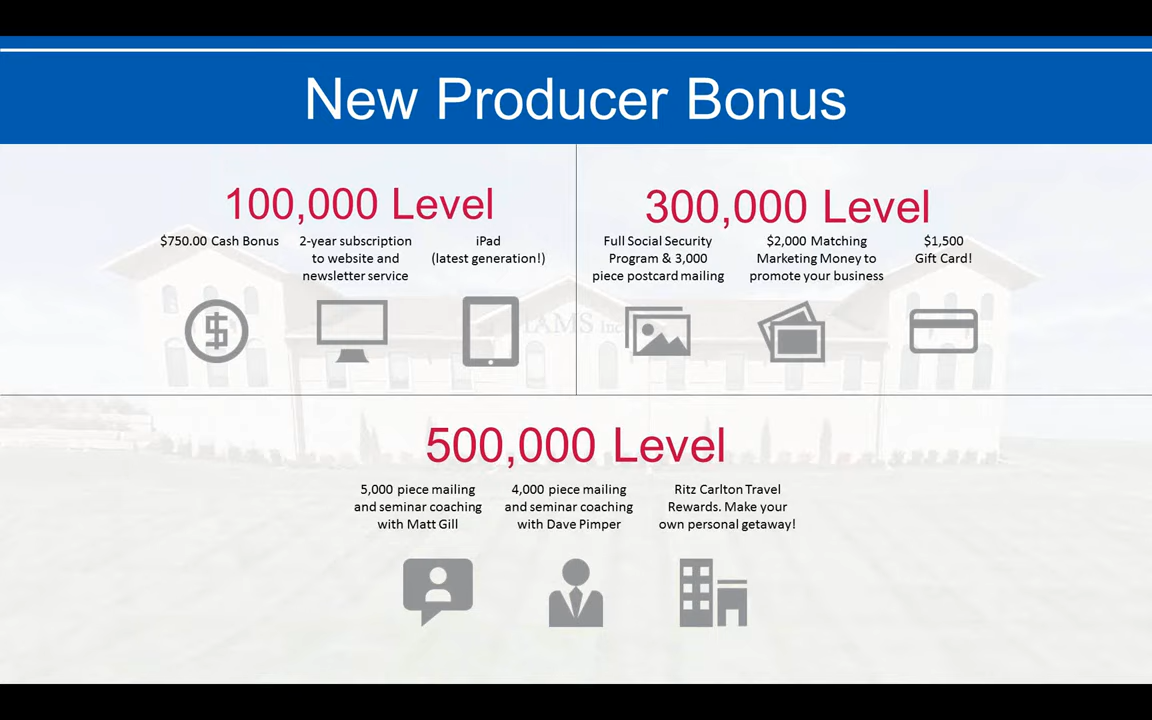 New Producer Bonus
100,000 Level
$750.00 Cash Bonus
2-year subscription
to website and
newsletter service
iPad
(latest generation!)
300,000 Level
Full Social Security
Program & 3,000
piece postcard mailing
$2,000 Matching
Marketing Money to
promote your business
$1,500
Gift Card!
IAMS Inc
500,000 Level
5,000 piece mailing
and seminar coaching
with Matt Gill
4,000 piece mailing
and seminar coaching
with Dave Pimper
Ritz Carlton Travel
Rewards. Make your
own personal getaway!